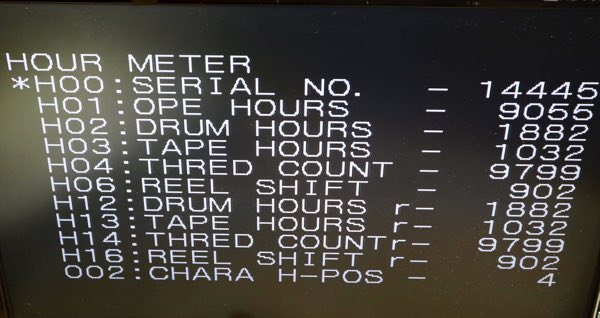 HOUR METER
*H00:SERIAL NO. - 14445
H01:OPE HOURS - 9055
H02:DRUM HOURS - 1882
H03:TAPE HOURS - 1032
H04:THRED COUNT - 9799
H06:REEL SHIFT - 902
H12:DRUM HOURS r- 1882
H13:TAPE HOURS r- 1032
H14:THRED COUNTr- 9799
H16:REEL SHIFT r- 902
002:CHARA H-POS - 4